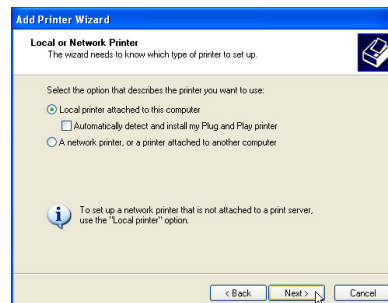 Add Printer Wizard
Local or Network Printer
The wizard needs to know which type of printer to set up.
Select the option that describes the printer you want to use:
Local printer attached to this computer
Automatically detect and install my Plug and Play printer
A network printer, or a printer attached to another computer
To set up a network printer that is not attached to a print server,
use the "Local printer" option.
< Back Next > Cancel